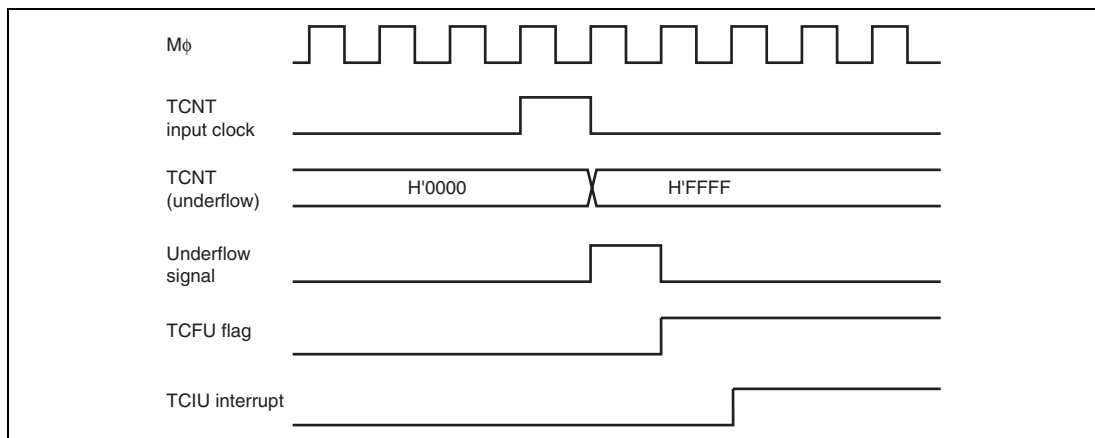 Mφ
TCNT
input clock
TCNT
(underflow)
H'0000
H'FFFF
Underflow
signal
TCFU flag
TCIU interrupt